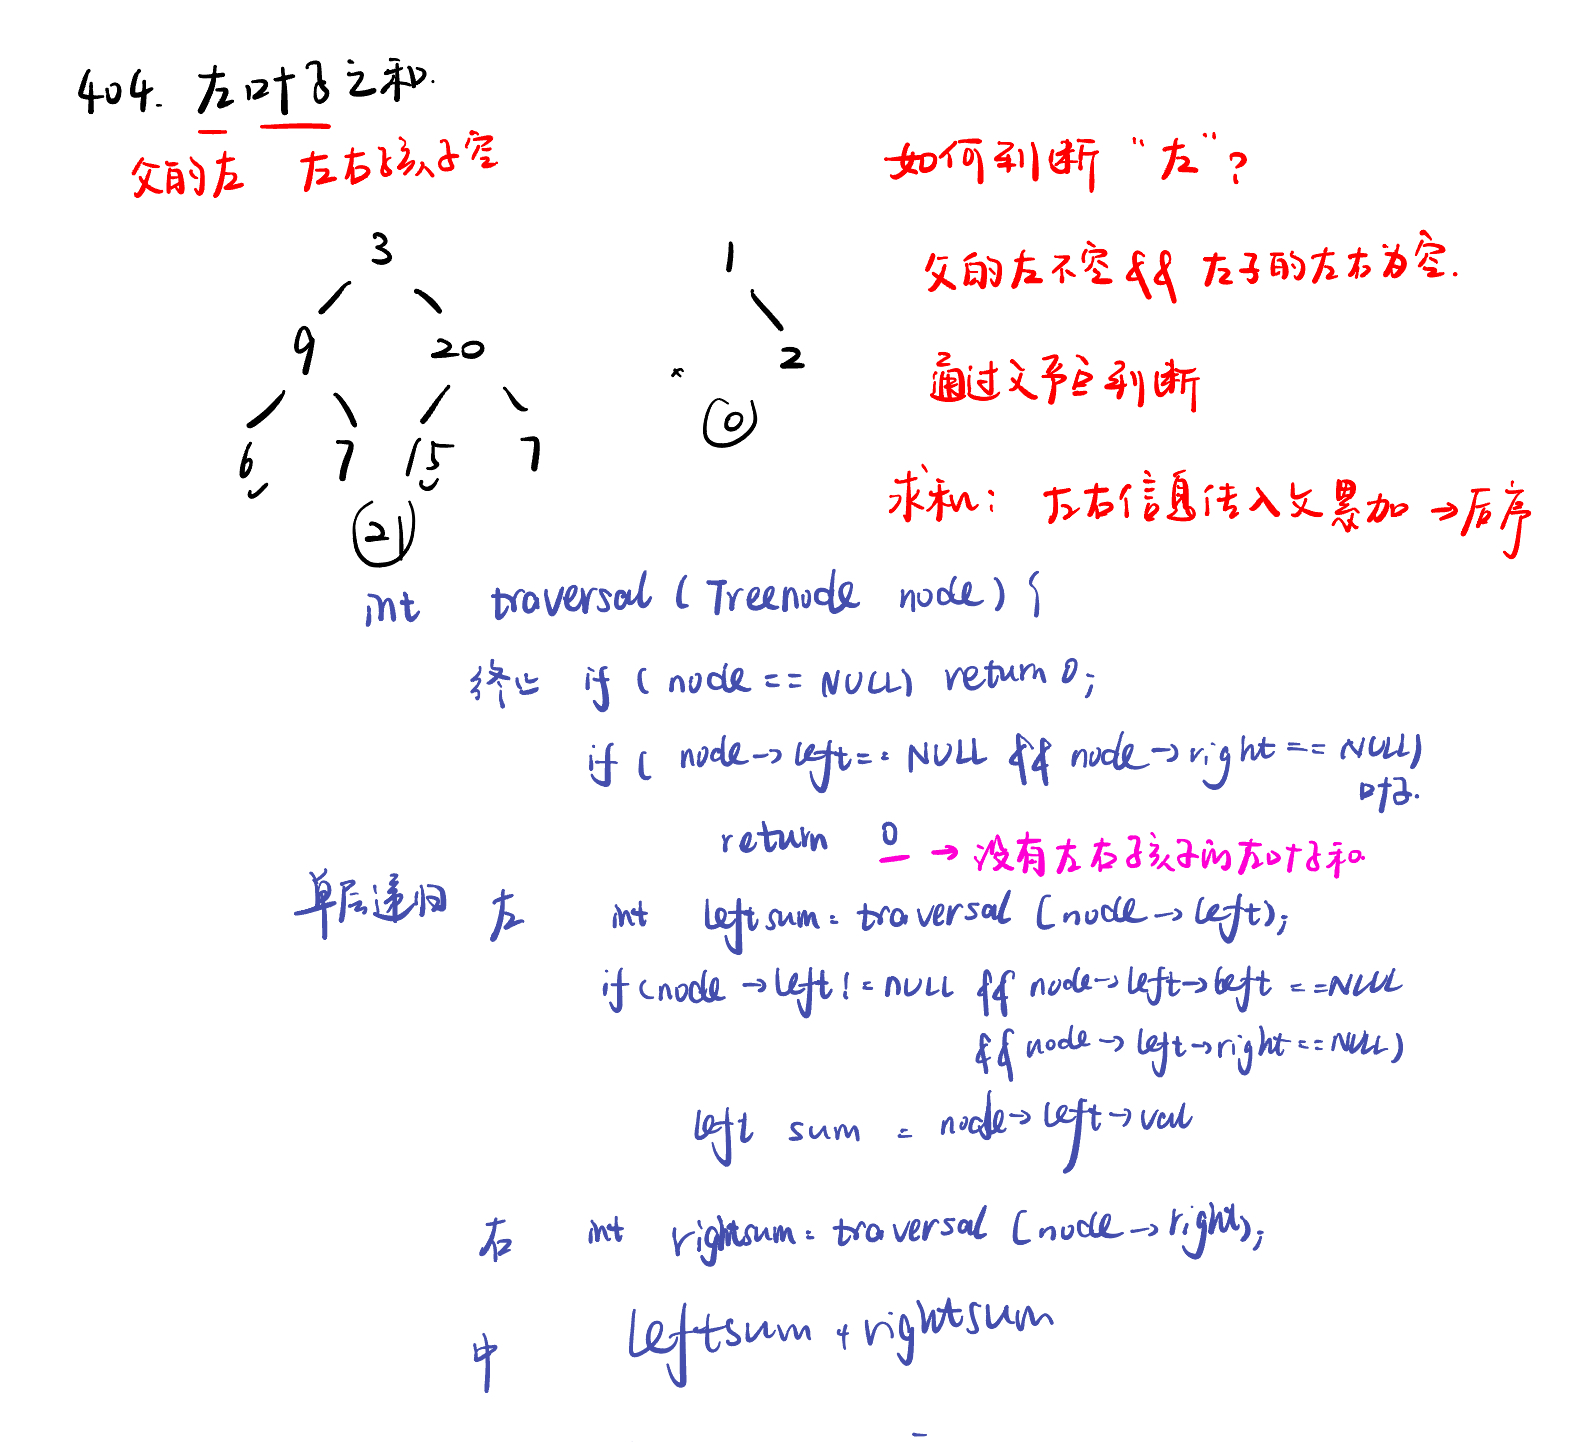 404. 左叶子之和.
父的左 左右孩子空
如何判断 "左"?
父的左不空 && 左子的左右为空.
通过父节点判断
求和: 左右信息传入父累加 → 后序
3
9 20
6 7 15 7
21
1
2
0
int traversal (Treenode node) {
终止 if (node == NULL) return 0;
if ( node→left == NULL && node→right == NULL)
叶子.
return 0 → 没有左右孩子的左叶子和
单层递归 左 int leftsum = traversal (node→left);
if (node →left != NULL && node→left→left == NULL
&& node→left→right == NULL)
left sum = node→left→val
右 int rightsum = traversal (node→right);
中 leftsum + rightsum